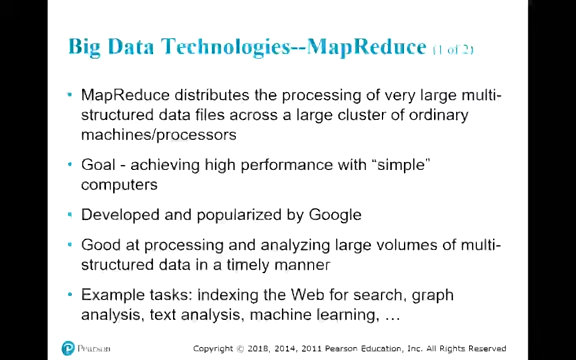 Big Data Technologies--MapReduce (1 of 2)
• MapReduce distributes the processing of very large multi-
structured data files across a large cluster of ordinary
machines/processors
• Goal - achieving high performance with “simple”
computers
• Developed and popularized by Google
• Good at processing and analyzing large volumes of multi-
structured data in a timely manner
• Example tasks: indexing the Web for search, graph
analysis, text analysis, machine learning, …
Pearson
Copyright © 2018, 2014, 2011 Pearson Education, Inc. All Rights Reserved